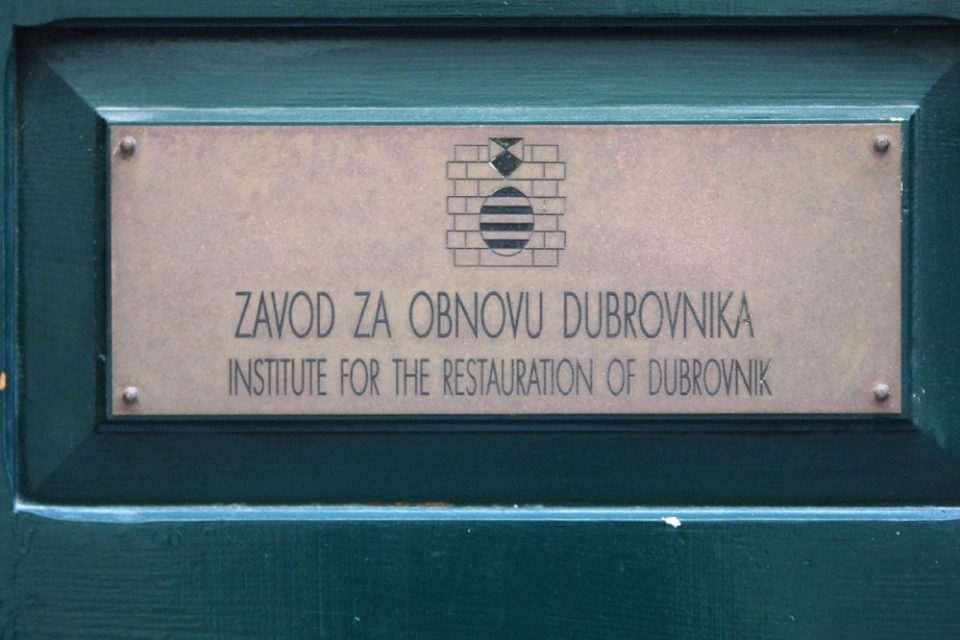 ZAVOD ZA OBNOVU DUBROVNIKA
INSTITUTE FOR THE RESTAURATION OF DUBROVNIK